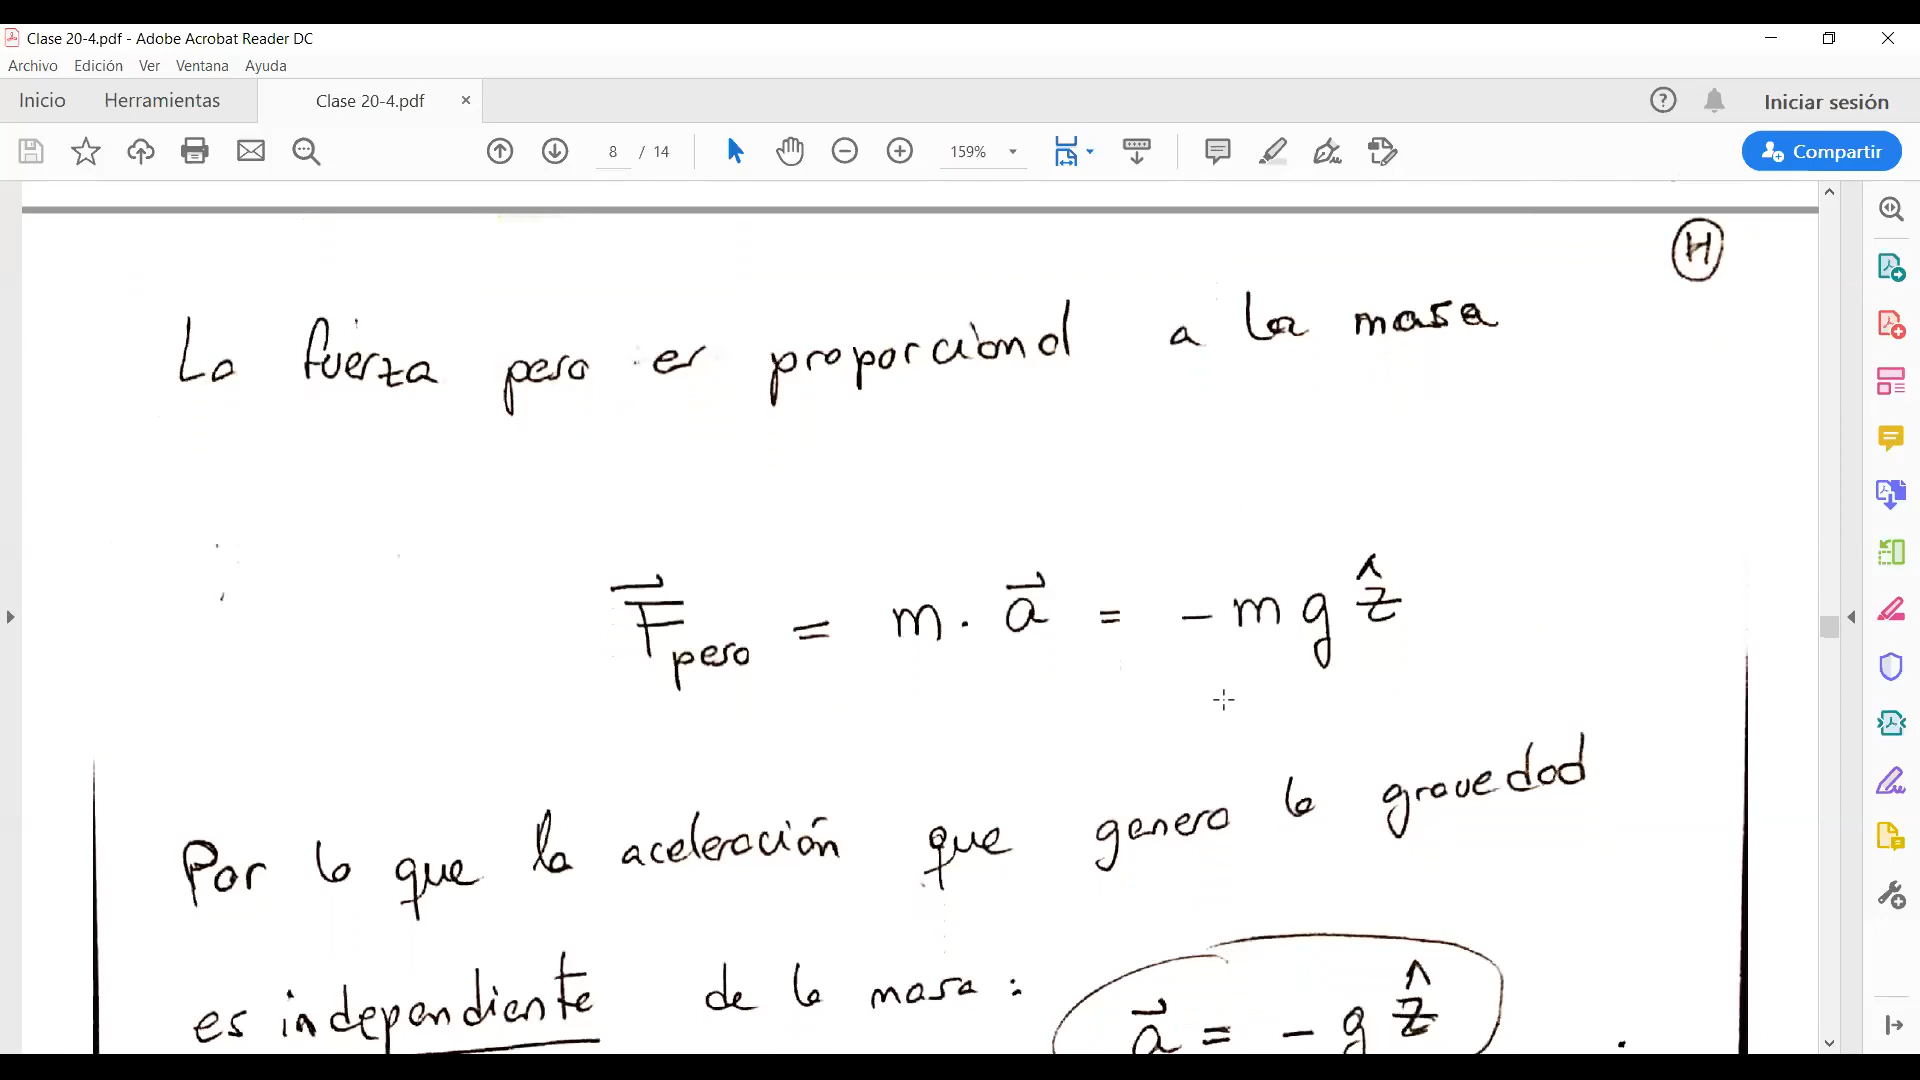 Clase 20-4.pdf - Adobe Acrobat Reader DC
Archivo Edición Ver Ventana Ayuda
Inicio Herramientas Clase 20-4.pdf × Iniciar sesión
8 / 14 159% Compartir
H
La fuerza peso es proporcional a la masa
F⃗peso = m · a⃗ = - m g ẑ
Por lo que la aceleración que genera la gravedad
es independiente de la masa :
a⃗ = - g ẑ .